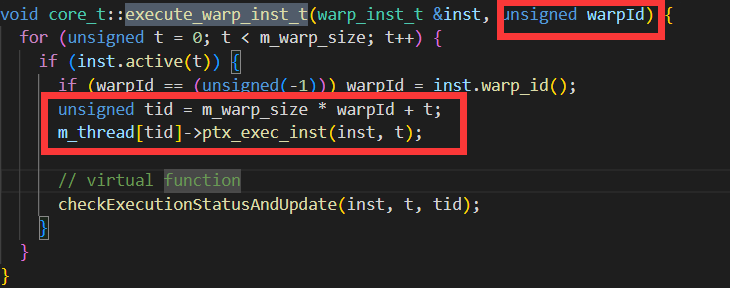 void core_t::execute_warp_inst_t(warp_inst_t &inst, unsigned warpId) {
  for (unsigned t = 0; t < m_warp_size; t++) {
    if (inst.active(t)) {
      if (warpId == (unsigned(-1))) warpId = inst.warp_id();
      unsigned tid = m_warp_size * warpId + t;
      m_thread[tid]->ptx_exec_inst(inst, t);

      // virtual function
      checkExecutionStatusAndUpdate(inst, t, tid);
    }
  }
}